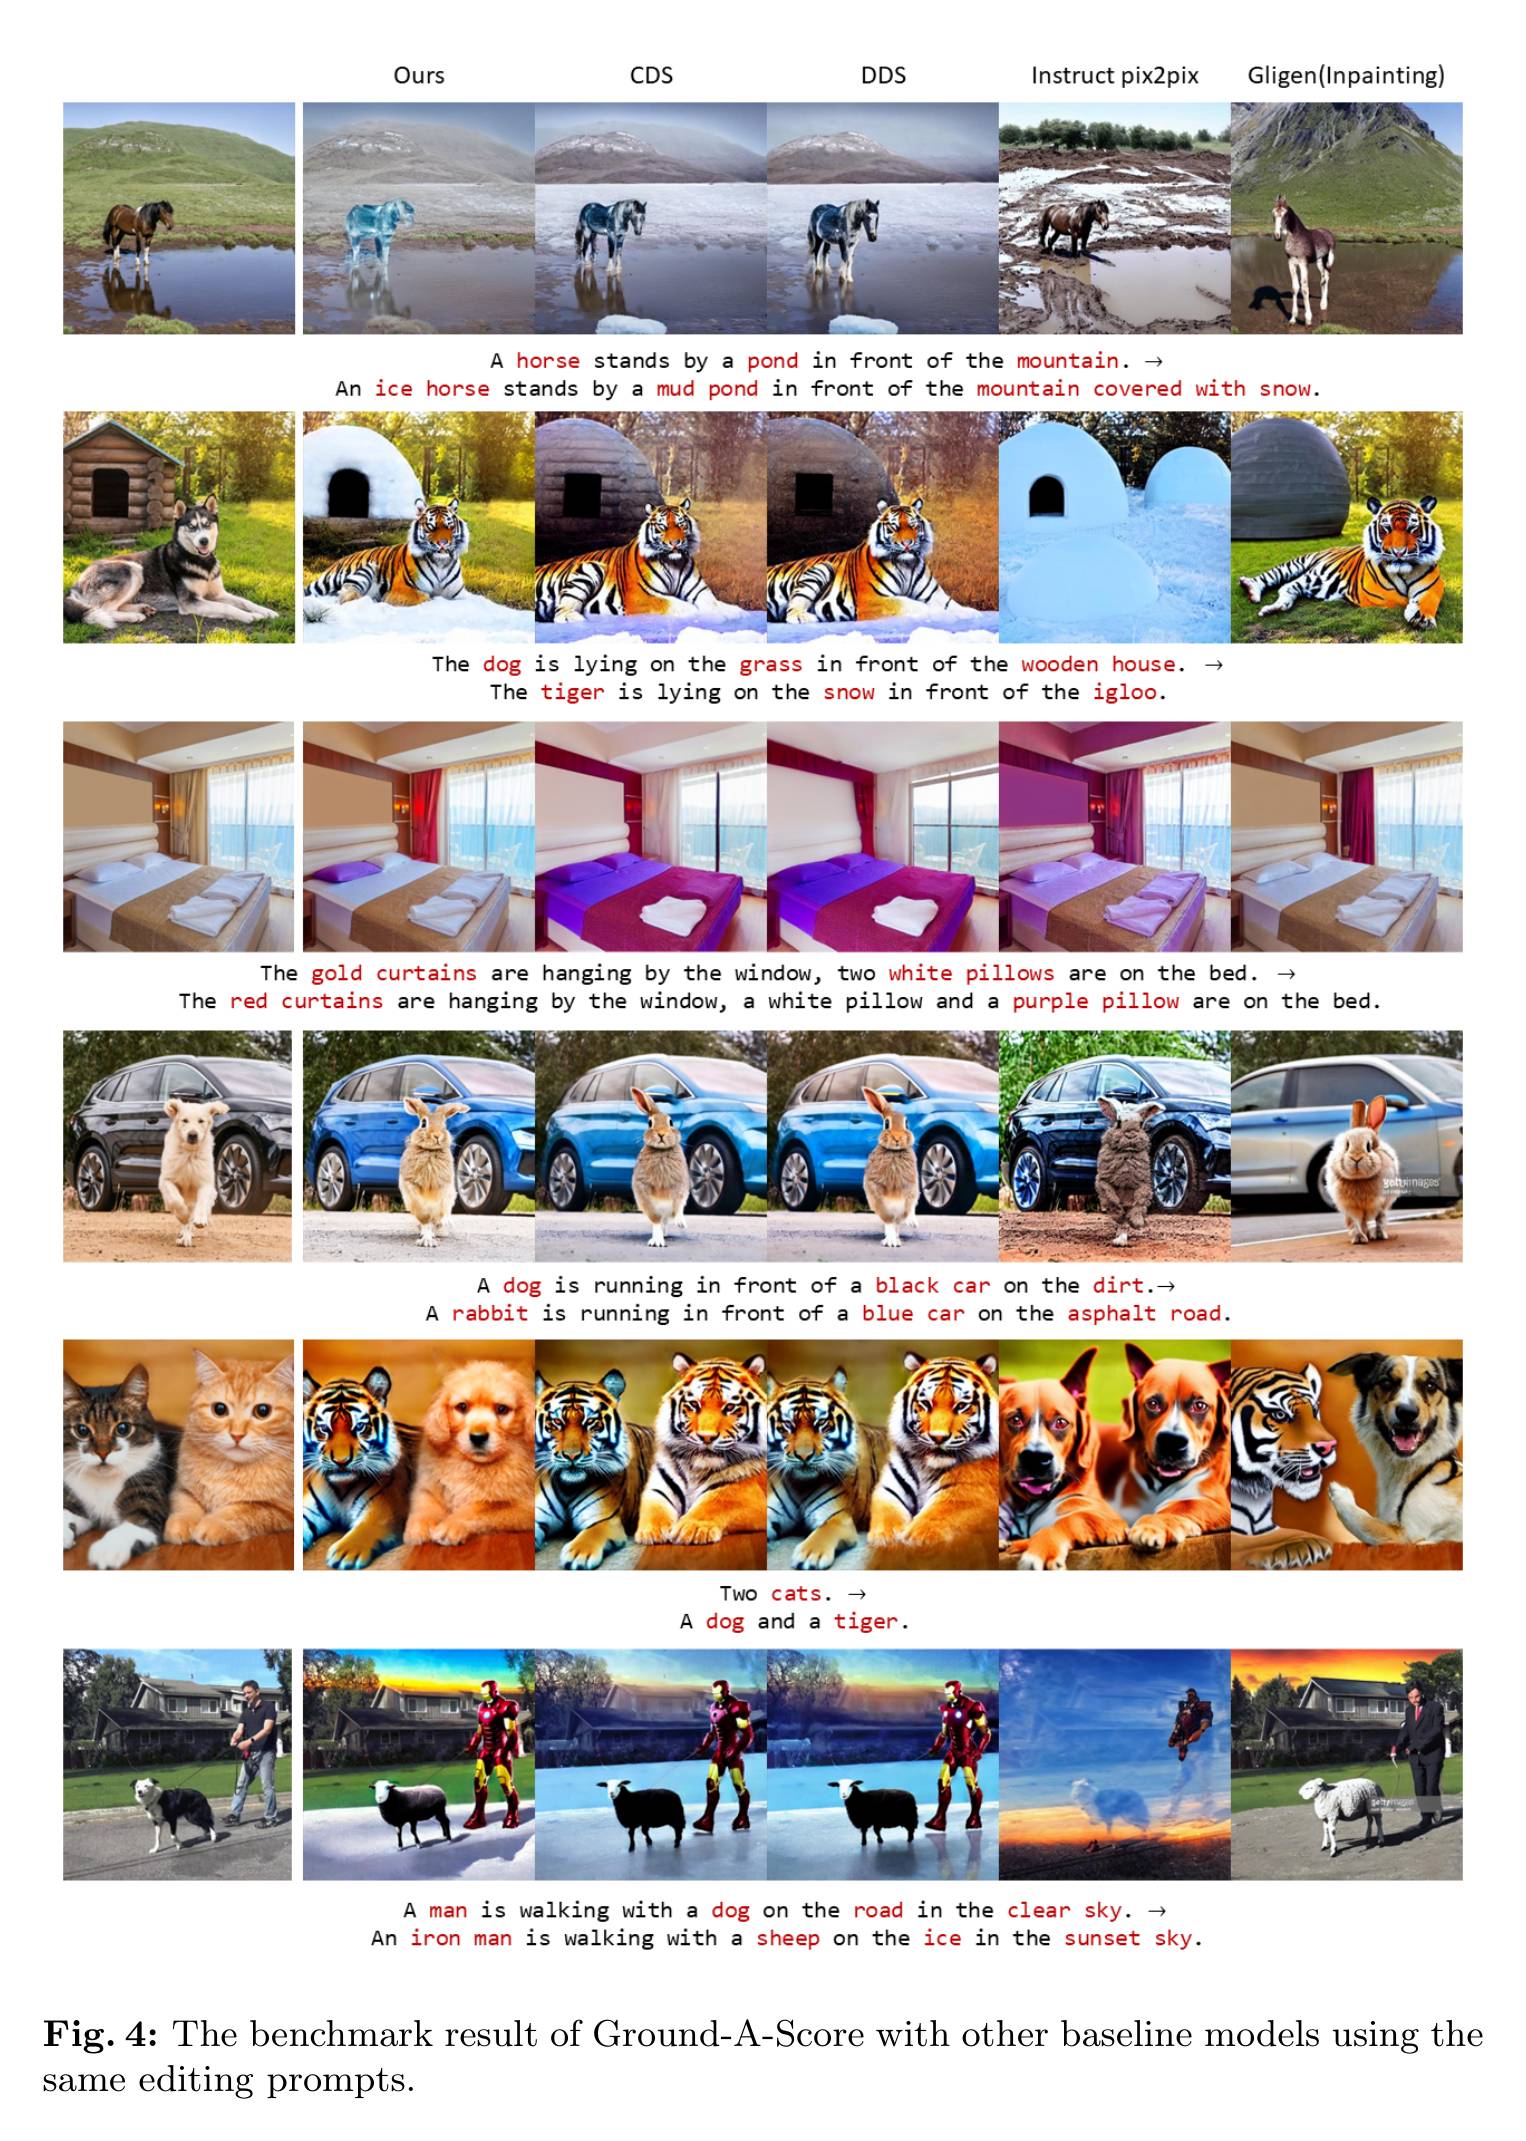 Ours CDS DDS Instruct pix2pix Gligen(Inpainting)
A horse stands by a pond in front of the mountain. →
An ice horse stands by a mud pond in front of the mountain covered with snow.
The dog is lying on the grass in front of the wooden house. →
The tiger is lying on the snow in front of the igloo.
The gold curtains are hanging by the window, two white pillows are on the bed. →
The red curtains are hanging by the window, a white pillow and a purple pillow are on the bed.
gettyimages
A dog is running in front of a black car on the dirt.→
A rabbit is running in front of a blue car on the asphalt road.
Two cats. →
A dog and a tiger.
gettyimages
A man is walking with a dog on the road in the clear sky. →
An iron man is walking with a sheep on the ice in the sunset sky.
Fig. 4: The benchmark result of Ground-A-Score with other baseline models using the
same editing prompts.